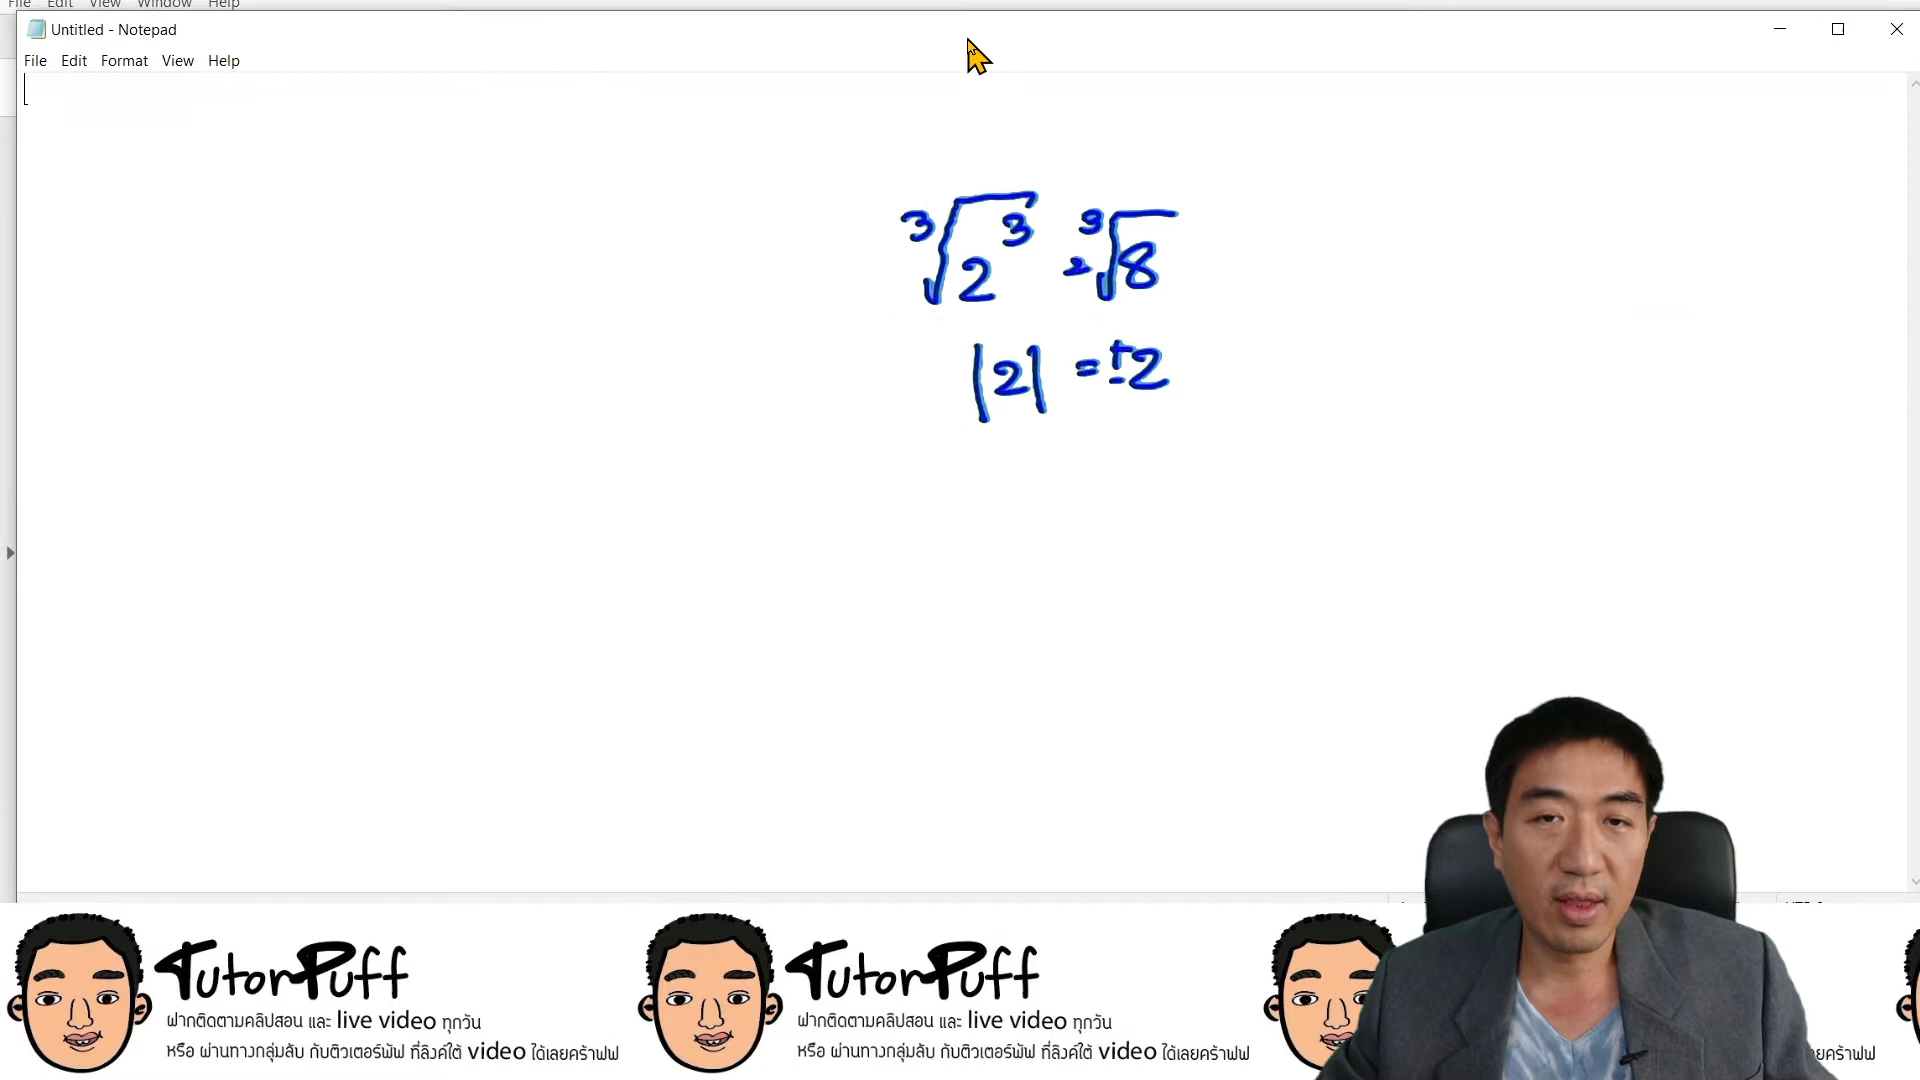 File Edit View Window Help
Untitled - Notepad
File Edit Format View Help
∛2³ 2∛8
|2| = ±2
TutorPuff
ฝากติดตามคลิปสอน และ live video ทุกวัน
หรือ ผ่านทางกลุ่มลับ กับติวเตอร์พัฟ ที่ลิงค์ใต้ video ได้เลยคร้าฟฟ
TutorPuff
ฝากติดตามคลิปสอน และ live video ทุกวัน
หรือ ผ่านทางกลุ่มลับ กับติวเตอร์พัฟ ที่ลิงค์ใต้ video ได้เลยคร้าฟฟ